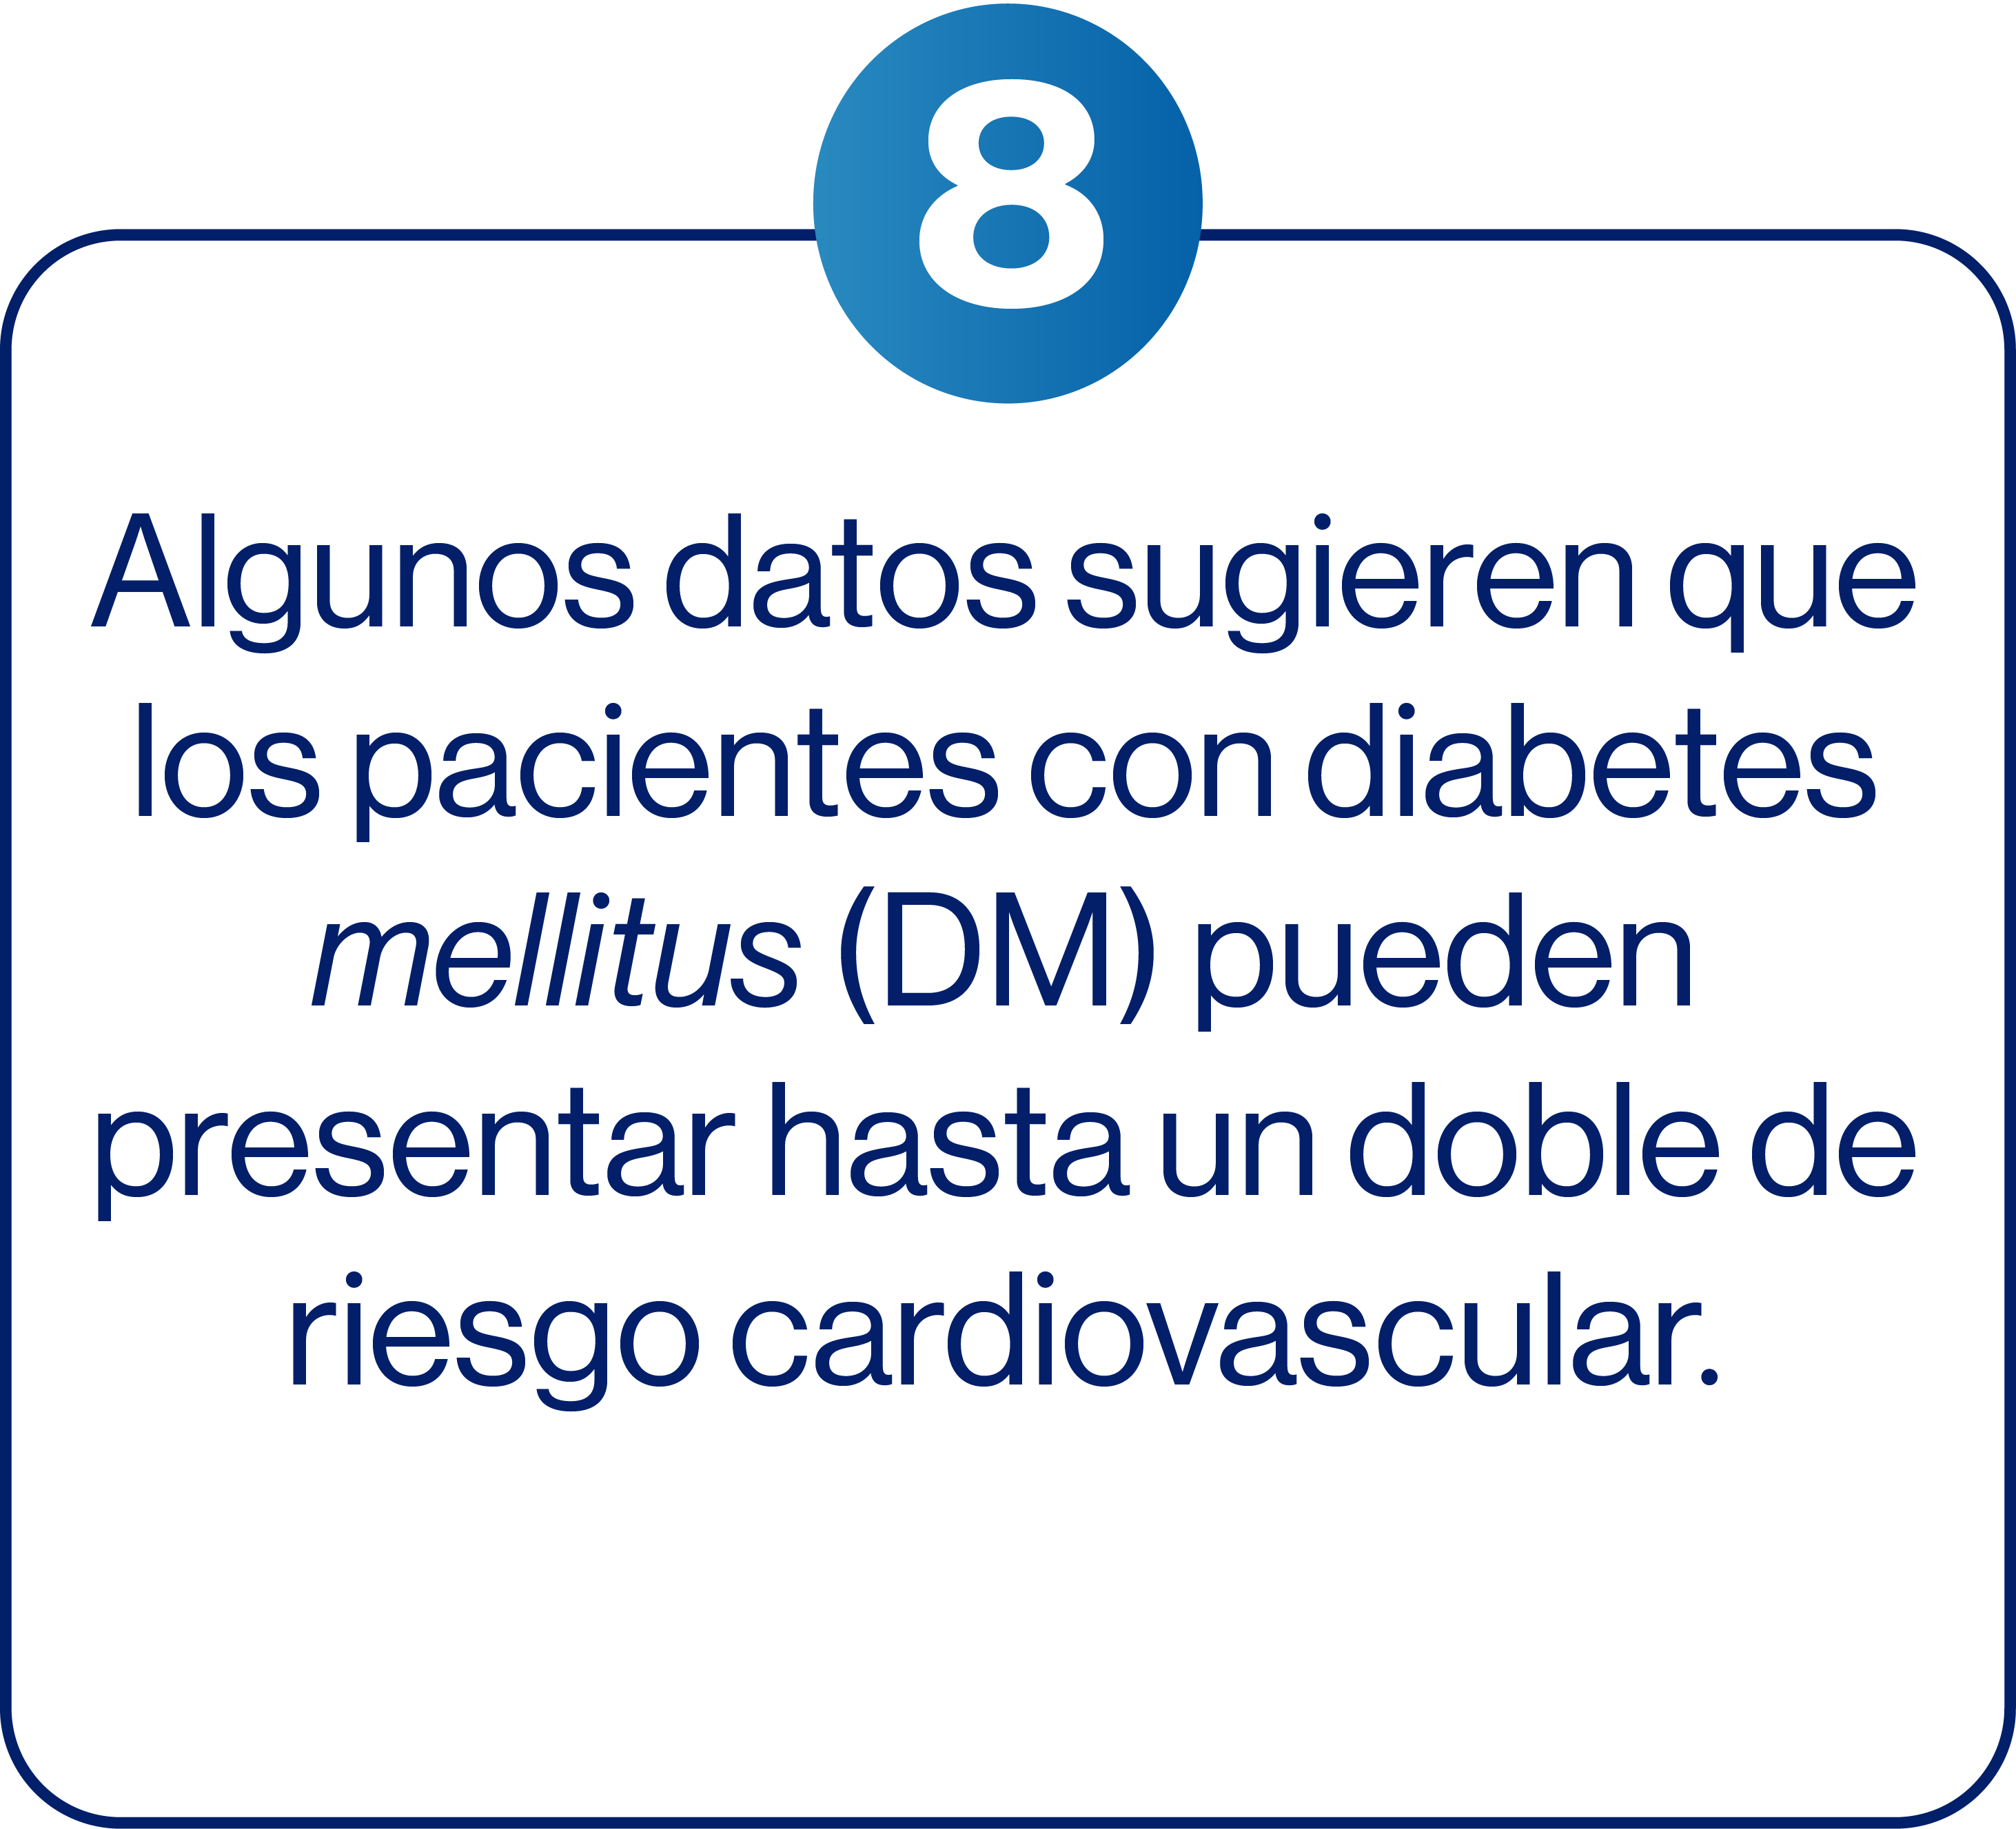 8
Algunos datos sugieren que
los pacientes con diabetes
mellitus (DM) pueden
presentar hasta un doble de
riesgo cardiovascular.